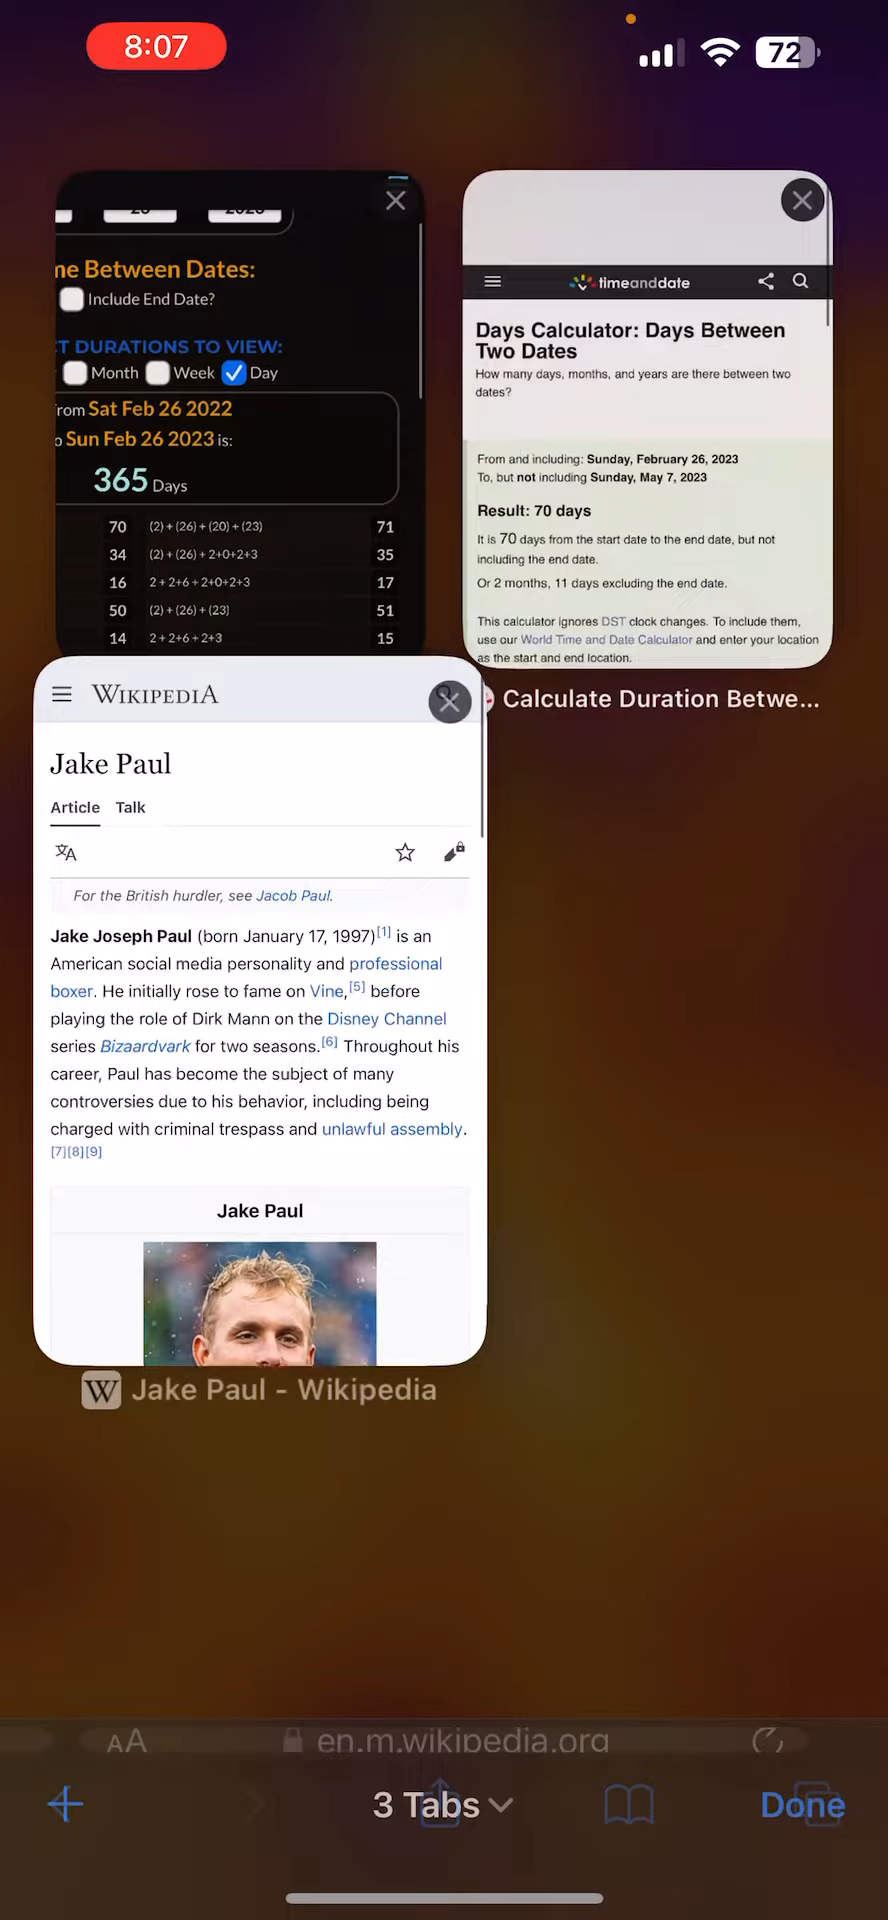 8:07
72
me Between Dates:
Include End Date?
T DURATIONS TO VIEW:
Month Week Day
rom Sat Feb 26 2022
o Sun Feb 26 2023 is:
365 Days
70 (2) + (26) + (20) + (23) 71
34 (2) + (26) + 2+0+2+3 35
16 2 + 2+6 + 2+0+2+3 17
50 (2) + (26) + (23) 51
14 2 + 2+6 + 2+3 15
timeanddate
Days Calculator: Days Between
Two Dates
How many days, months, and years are there between two
dates?
From and including: Sunday, February 26, 2023
To, but not including Sunday, May 7, 2023
Result: 70 days
It is 70 days from the start date to the end date, but not
including the end date.
Or 2 months, 11 days excluding the end date.
This calculator ignores DST clock changes. To include them,
use our World Time and Date Calculator and enter your location
as the start and end location.
Calculate Duration Betwe...
WIKIPEDIA
Jake Paul
Article Talk
For the British hurdler, see Jacob Paul.
Jake Joseph Paul (born January 17, 1997)[1] is an
American social media personality and professional
boxer. He initially rose to fame on Vine,[5] before
playing the role of Dirk Mann on the Disney Channel
series Bizaardvark for two seasons.[6] Throughout his
career, Paul has become the subject of many
controversies due to his behavior, including being
charged with criminal trespass and unlawful assembly.
[7][8][9]
Jake Paul
W Jake Paul - Wikipedia
AA en.m.wikipedia.org
3 Tabs
Done